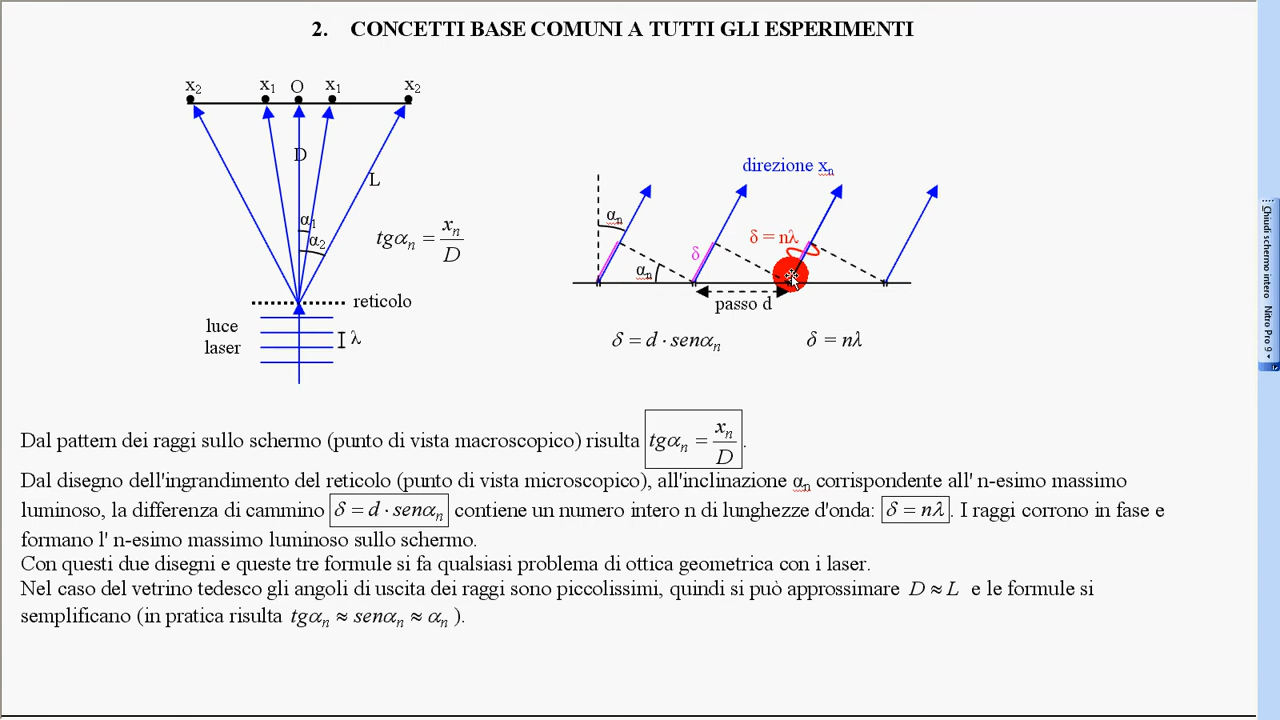 2. CONCETTI BASE COMUNI A TUTTI GLI ESPERIMENTI
x2 x1 O x1 x2
D
L
α1
α2
tgαn = xn / D
reticolo
luce
laser
λ
direzione xn
αn
δ = nλ
δ
αn
passo d
δ = d · senαn
δ = nλ
Dal pattern dei raggi sullo schermo (punto di vista macroscopico) risulta tgαn = xn / D .
Dal disegno dell'ingrandimento del reticolo (punto di vista microscopico), all'inclinazione αn corrispondente all' n-esimo massimo
luminoso, la differenza di cammino δ = d · senαn contiene un numero intero n di lunghezze d'onda: δ = nλ . I raggi corrono in fase e
formano l' n-esimo massimo luminoso sullo schermo.
Con questi due disegni e queste tre formule si fa qualsiasi problema di ottica geometrica con i laser.
Nel caso del vetrino tedesco gli angoli di uscita dei raggi sono piccolissimi, quindi si può approssimare D ≈ L e le formule si
semplificano (in pratica risulta tgαn ≈ senαn ≈ αn ).
Chiudi schermo intero Nitro Pro 9